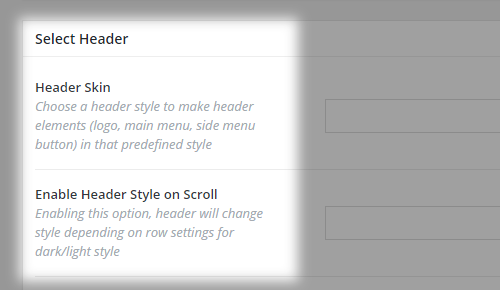 Select Header
Header Skin
Choose a header style to make header
elements (logo, main menu, side menu
button) in that predefined style
Enable Header Style on Scroll
Enabling this option, header will change
style depending on row settings for
dark/light style